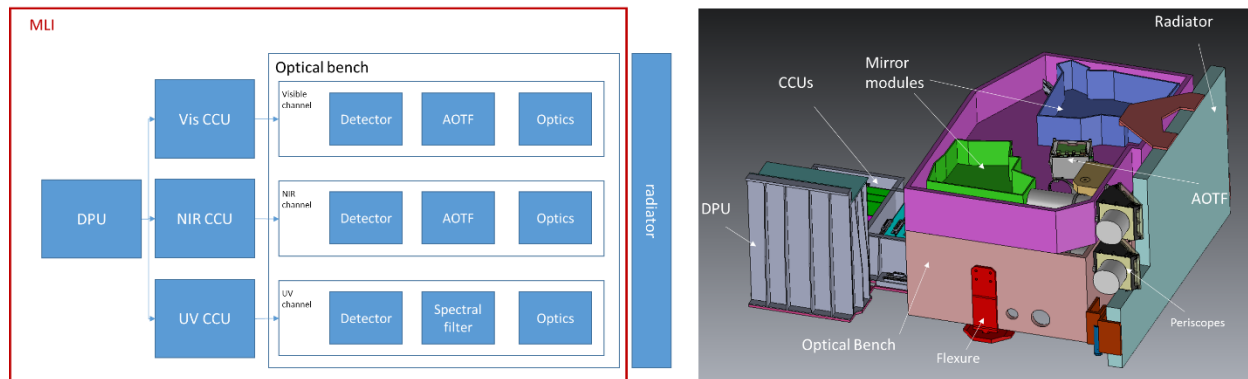 MLI
Optical bench
Visible
channel
Detector
AOTF
Optics
Vis CCU
NIR
channel
Detector
AOTF
Optics
DPU
NIR CCU
radiator
UV
channel
Detector
Spectral
filter
Optics
UV CCU
Radiator
Mirror
modules
CCUs
DPU
AOTF
Periscopes
Optical Bench
Flexure